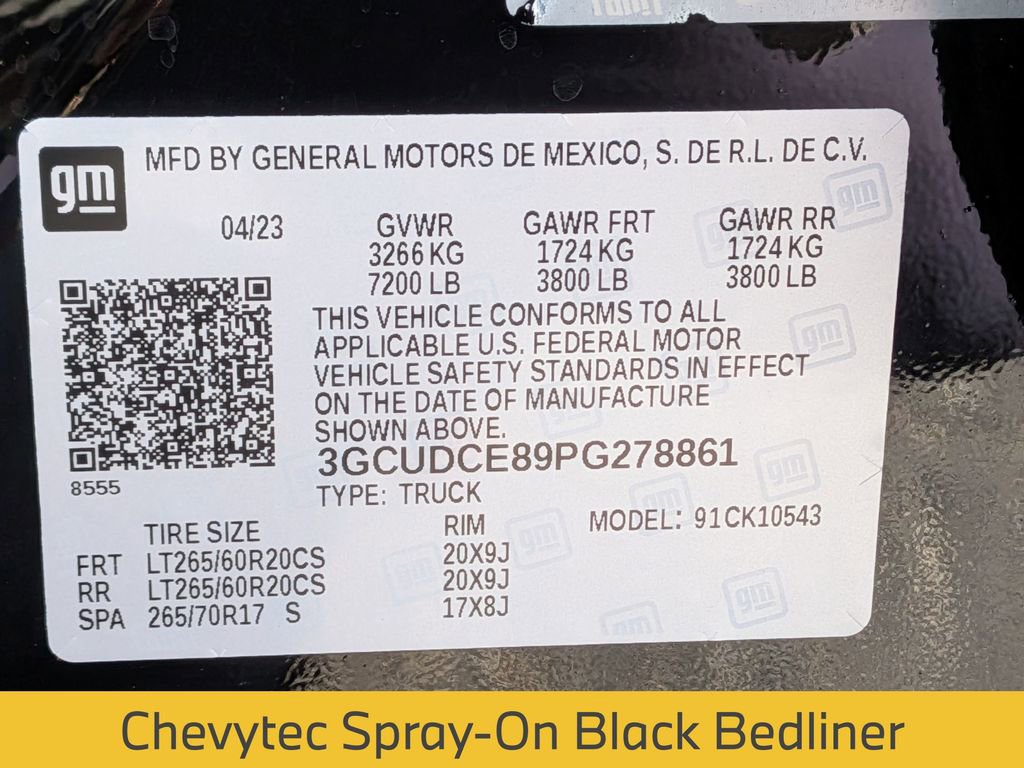 gm
MFD BY GENERAL MOTORS DE MEXICO, S. DE R.L. DE C.V.
04/23 GVWR GAWR FRT GAWR RR
3266 KG 1724 KG 1724 KG
7200 LB 3800 LB 3800 LB
THIS VEHICLE CONFORMS TO ALL
APPLICABLE U.S. FEDERAL MOTOR
VEHICLE SAFETY STANDARDS IN EFFECT
ON THE DATE OF MANUFACTURE
SHOWN ABOVE.
3GCUDCE89PG278861
8555
TYPE: TRUCK
TIRE SIZE RIM MODEL: 91CK10543
FRT LT265/60R20CS 20X9J
RR LT265/60R20CS 20X9J
SPA 265/70R17 S 17X8J
Chevytec Spray-On Black Bedliner